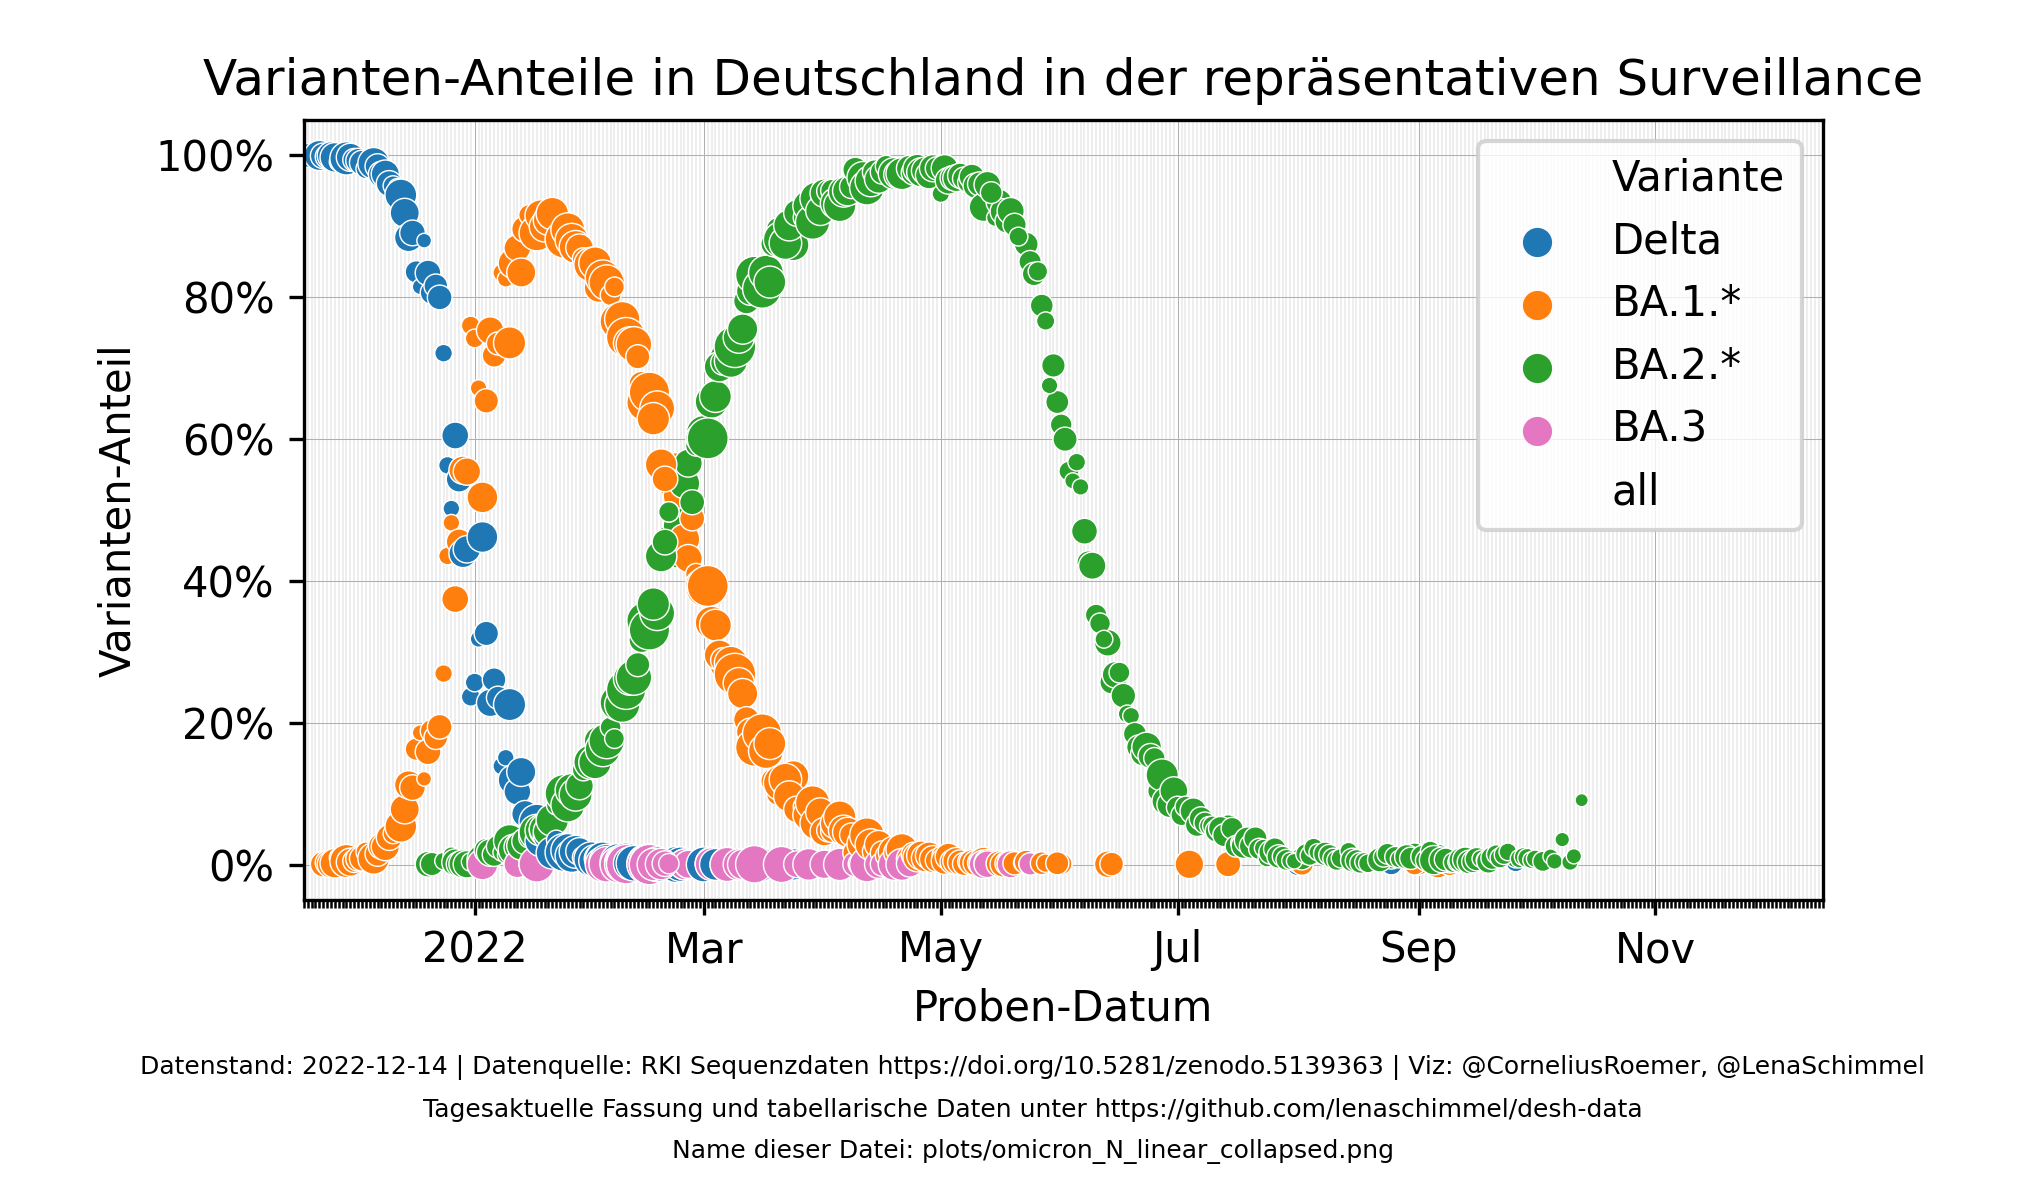 Varianten-Anteile in Deutschland in der repräsentativen Surveillance
Varianten-Anteil
100%
80%
60%
40%
20%
0%
Variante
Delta
BA.1.*
BA.2.*
BA.3
all
2022 Mar May Jul Sep Nov
Proben-Datum
Datenstand: 2022-12-14 | Datenquelle: RKI Sequenzdaten https://doi.org/10.5281/zenodo.5139363 | Viz: @CorneliusRoemer, @LenaSchimmel
Tagesaktuelle Fassung und tabellarische Daten unter https://github.com/lenaschimmel/desh-data
Name dieser Datei: plots/omicron_N_linear_collapsed.png